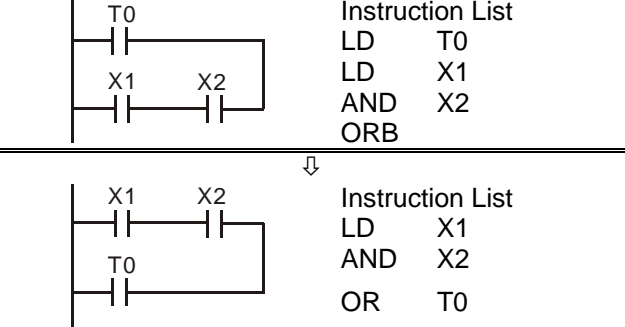 T0
X1 X2
Instruction List
LD T0
LD X1
AND X2
ORB
⇩
X1 X2
T0
Instruction List
LD X1
AND X2
OR T0